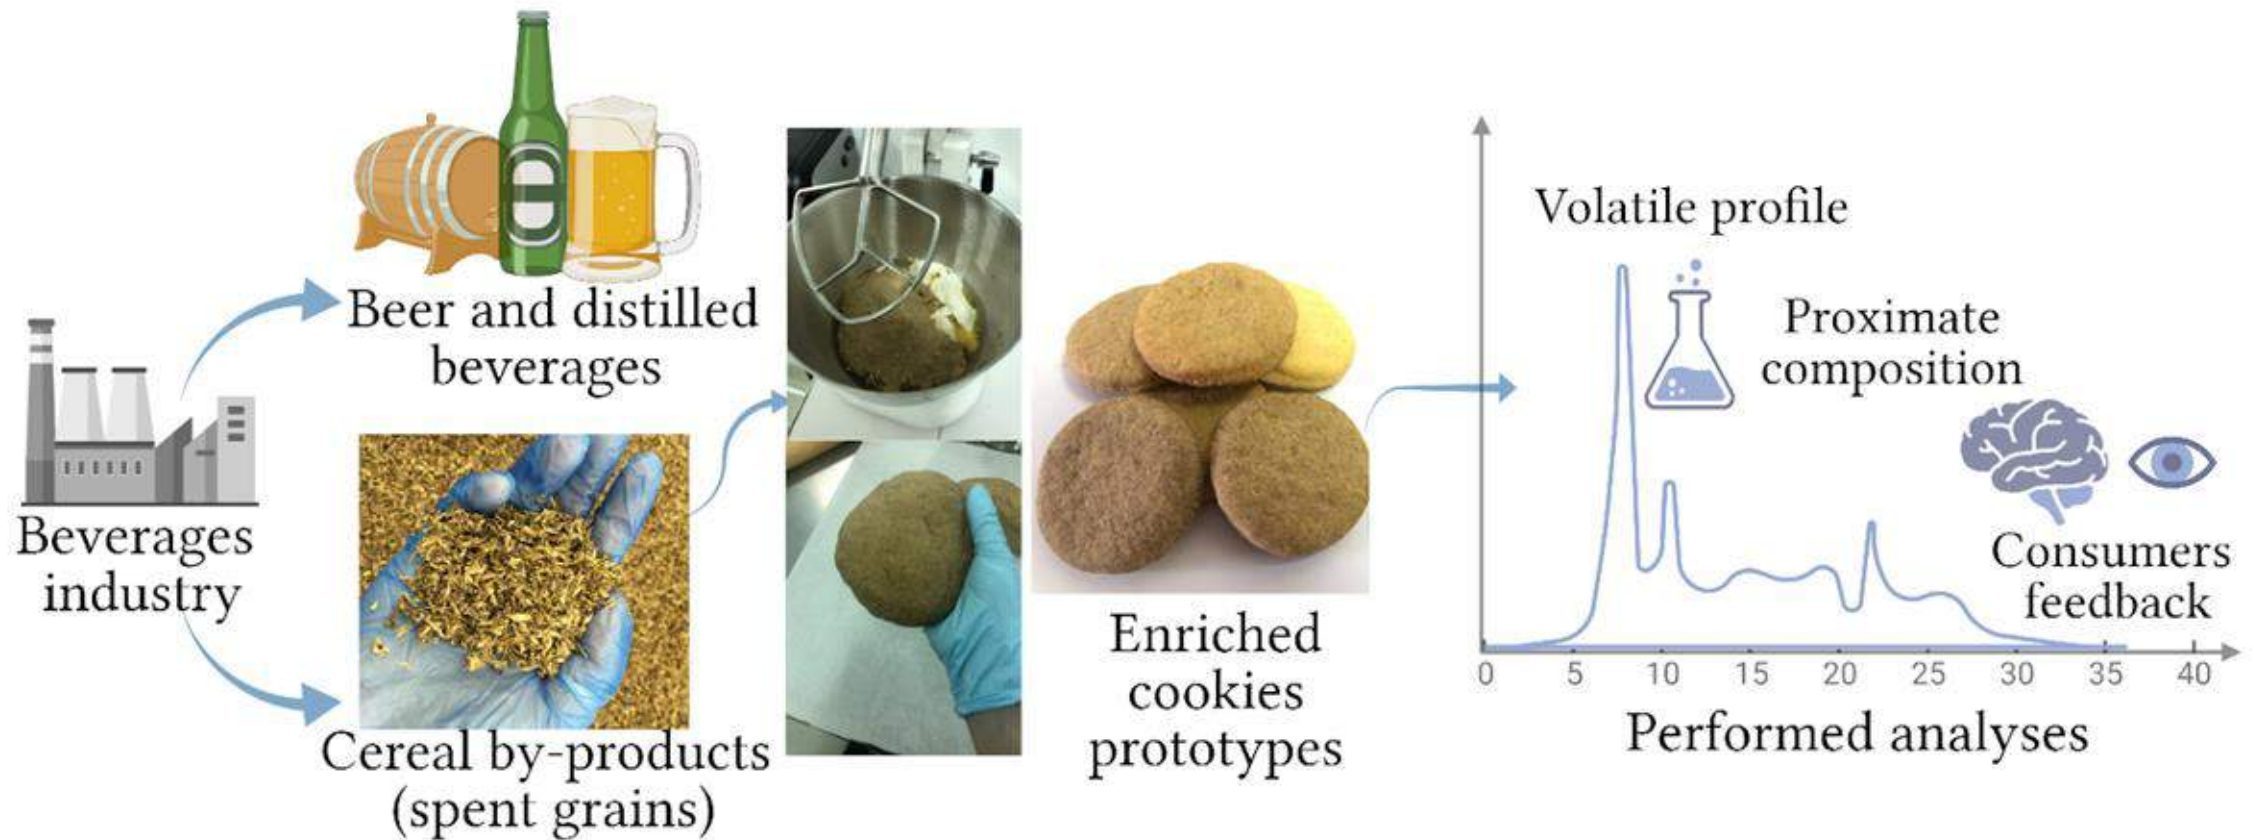 Beer and distilled
beverages
Beverages
industry
Cereal by-products
(spent grains)
Enriched
cookies
prototypes
Volatile profile
Proximate
composition
Consumers
feedback
0 5 10 15 20 25 30 35 40
Performed analyses